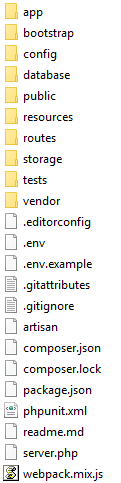 app
bootstrap
config
database
public
resources
routes
storage
tests
vendor
.editorconfig
.env
.env.example
.gitattributes
.gitignore
artisan
composer.json
composer.lock
package.json
phpunit.xml
readme.md
server.php
webpack.mix.js